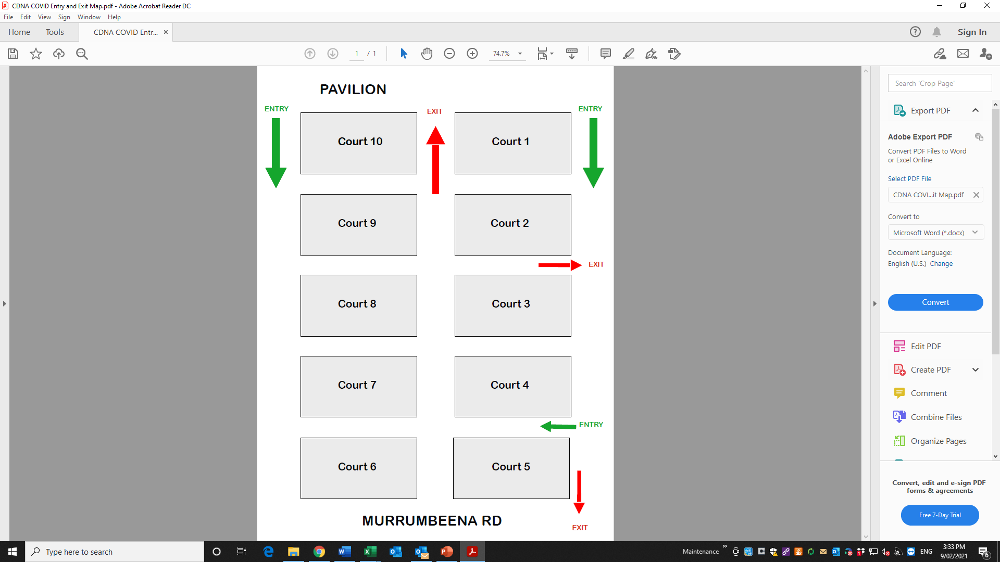 CDNA COVID Entry and Exit Map.pdf - Adobe Acrobat Reader DC
File Edit View Sign Window Help
Home Tools CDNA COVID Entr... Sign In
1 / 1 74.7%
PAVILION
ENTRY EXIT ENTRY
Court 10 Court 1
Court 9 Court 2
EXIT
Court 8 Court 3
Court 7 Court 4
ENTRY
Court 6 Court 5
MURRUMBEENA RD
EXIT
Search 'Crop Page'
Export PDF
Adobe Export PDF
Convert PDF Files to Word
or Excel Online
Select PDF File
CDNA COVI...it Map.pdf
Convert to
Microsoft Word (*.docx)
Document Language:
English (U.S.) Change
Convert
Edit PDF
Create PDF
Comment
Combine Files
Organize Pages
Convert, edit and e-sign PDF
forms & agreements
Free 7-Day Trial
Type here to search
Maintenance
ENG
3:33 PM
9/02/2021
6